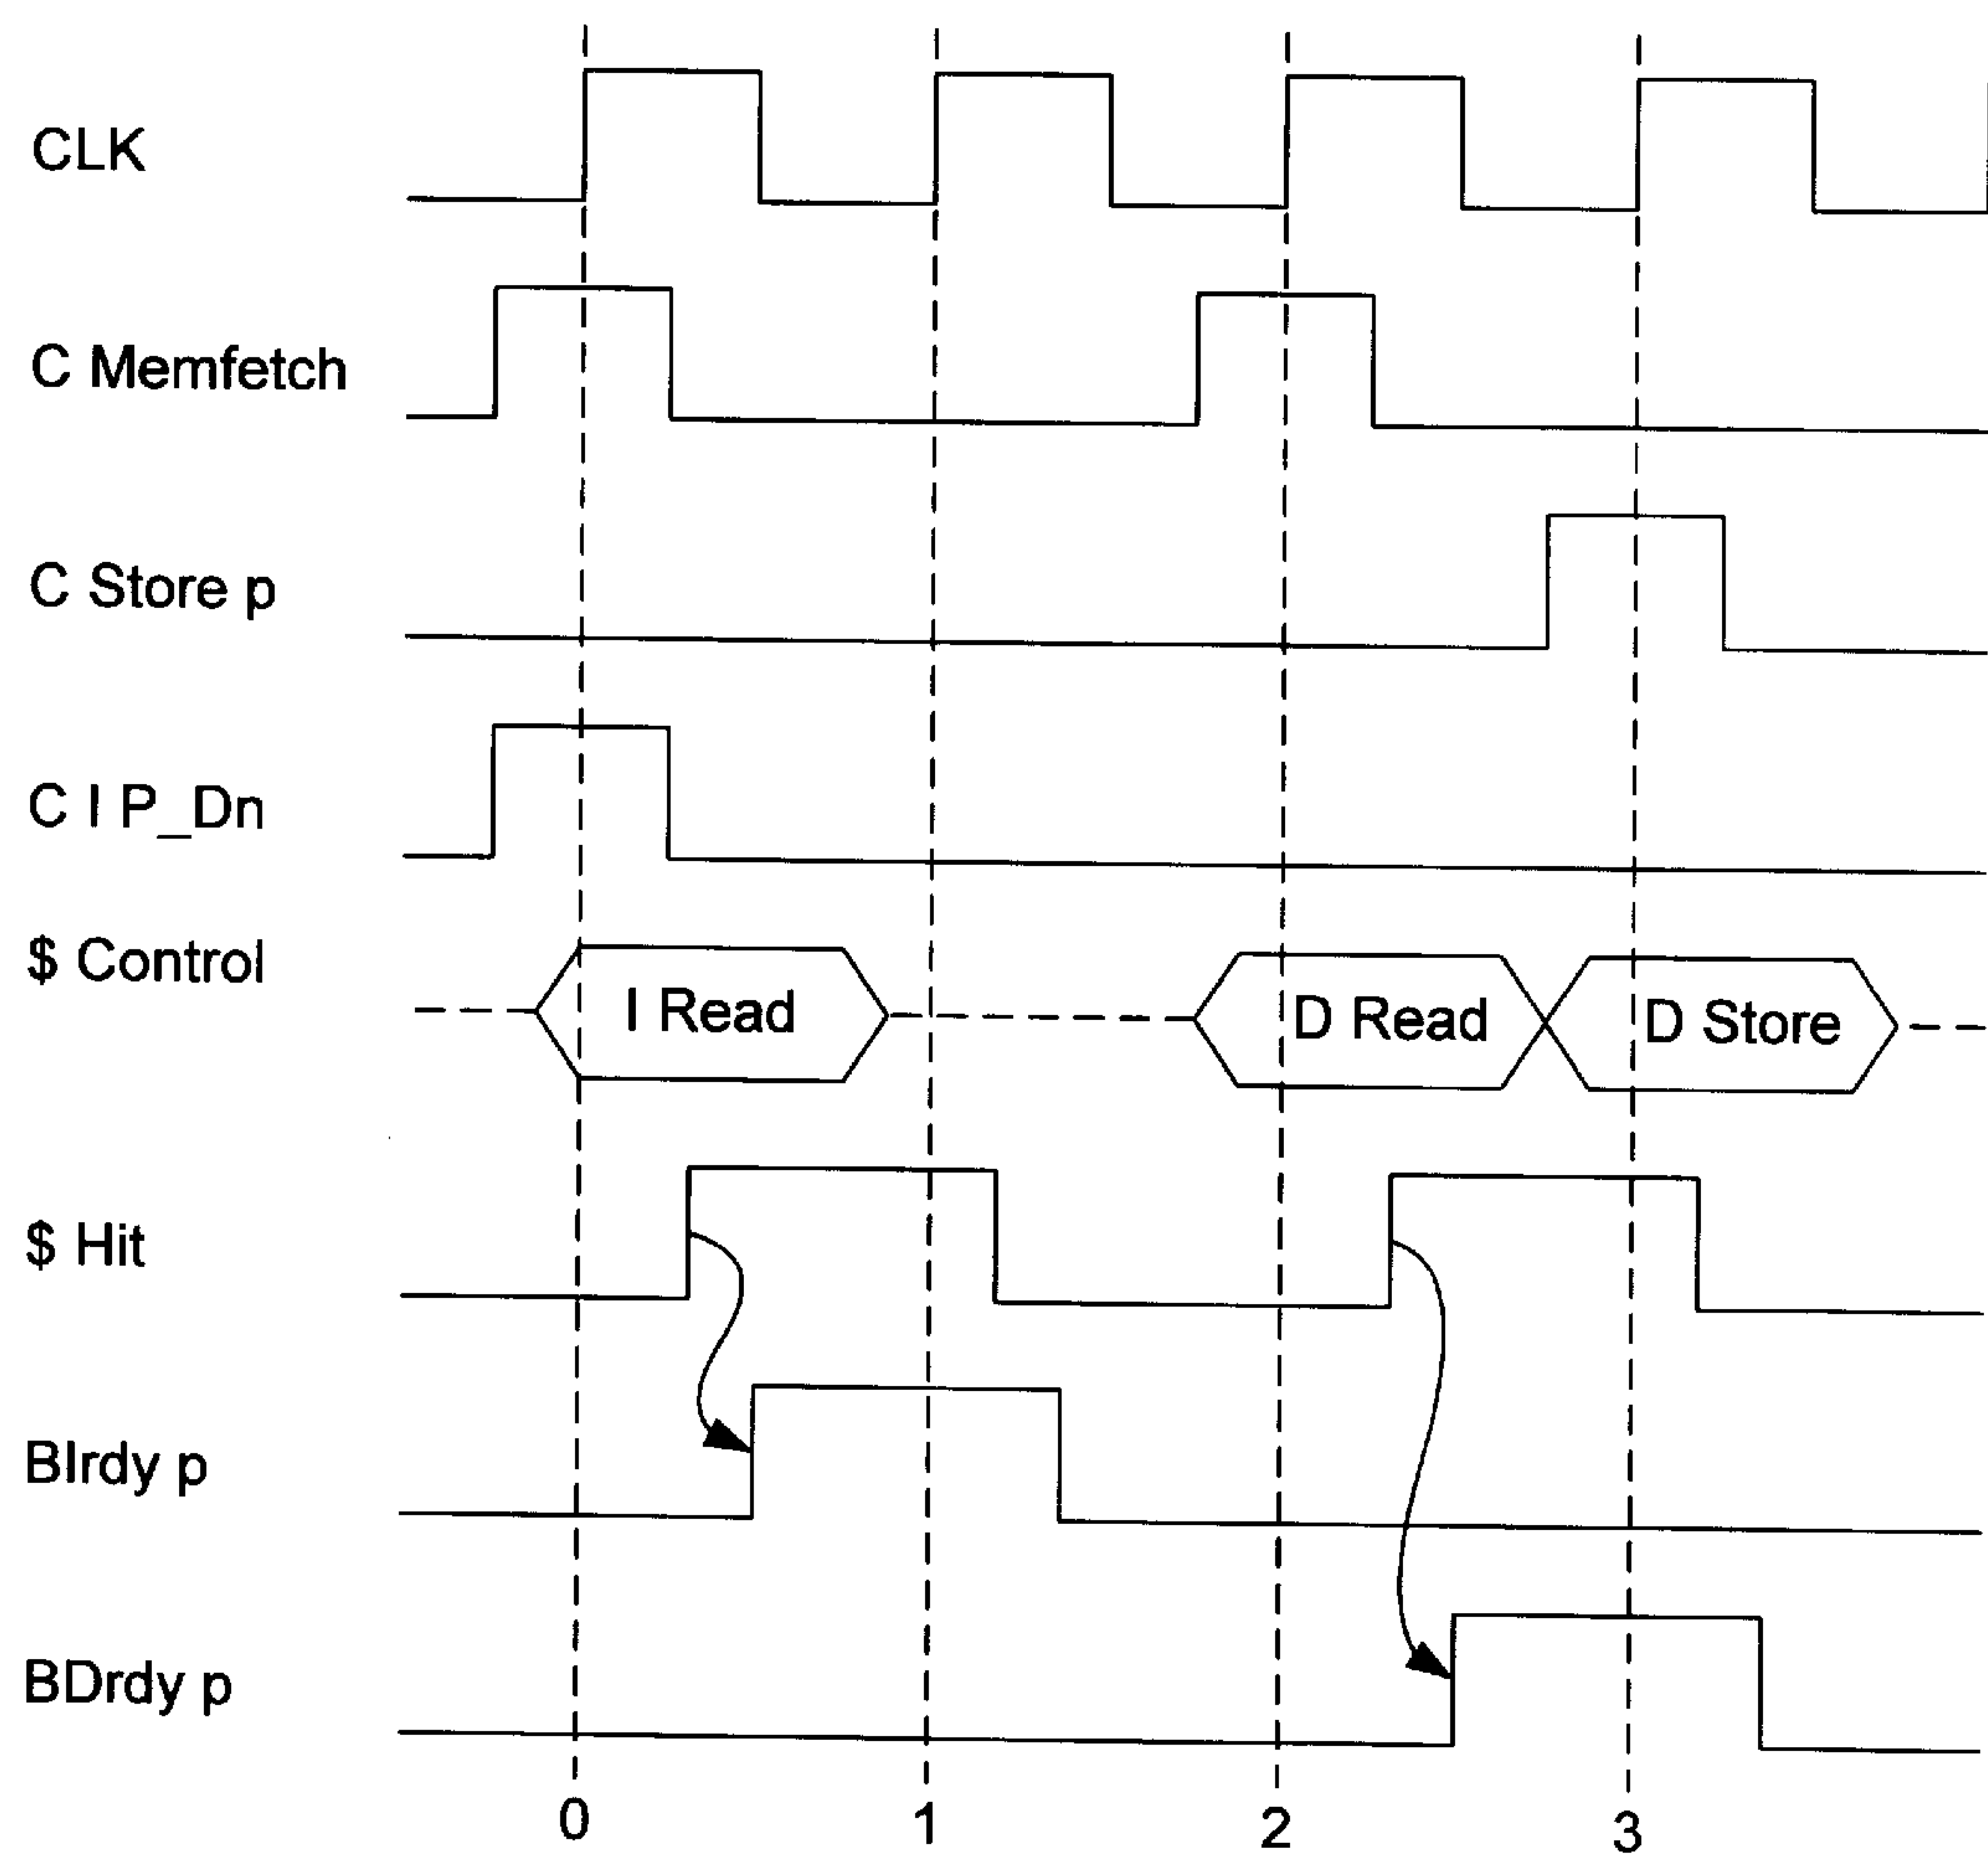 CLK
C Memfetch
C Store p
C I P_Dn
$ Control
I Read
D Read
D Store
$ Hit
BIrdy p
BDrdy p
0
1
2
3